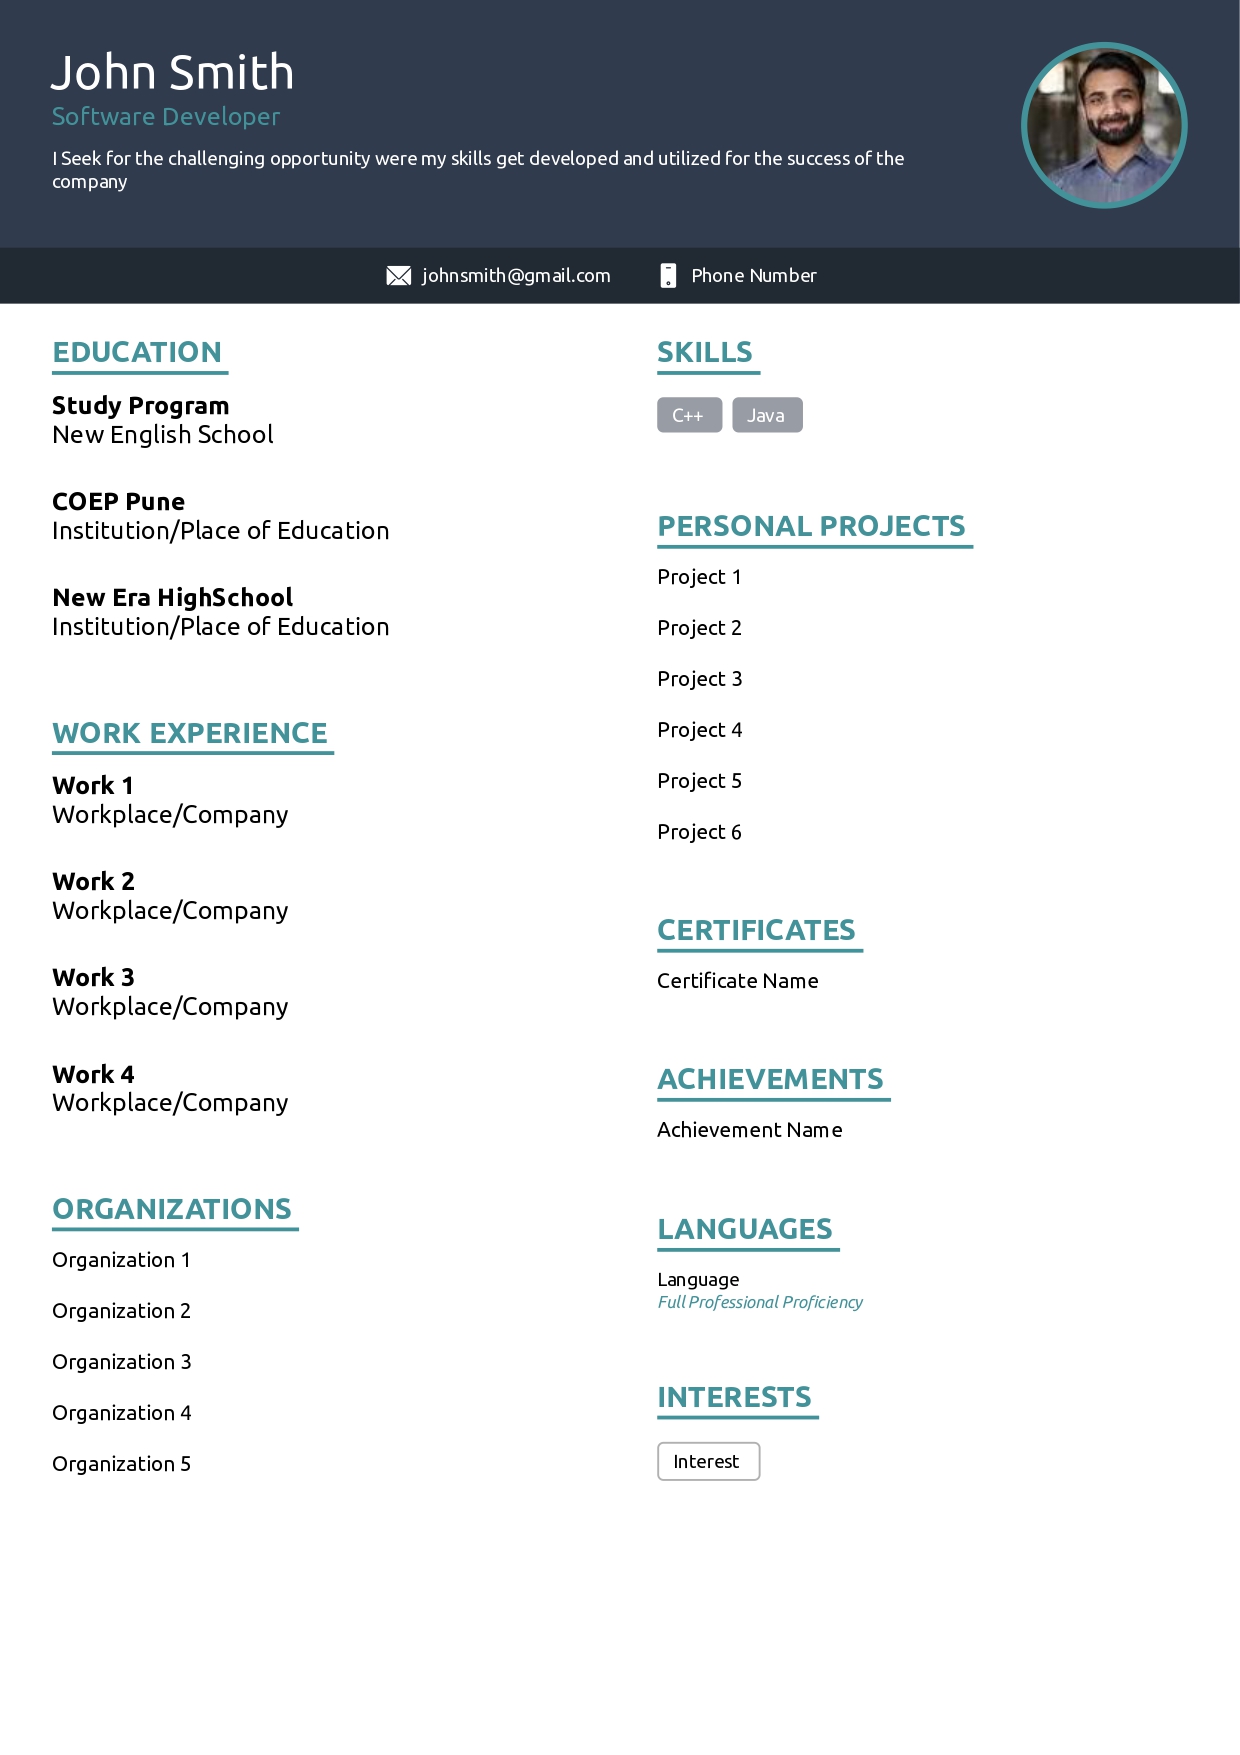 John Smith
Software Developer
I Seek for the challenging opportunity were my skills get developed and utilized for the success of the
company
johnsmith@gmail.com
Phone Number
EDUCATION
Study Program
New English School
COEP Pune
Institution/Place of Education
New Era HighSchool
Institution/Place of Education
WORK EXPERIENCE
Work 1
Workplace/Company
Work 2
Workplace/Company
Work 3
Workplace/Company
Work 4
Workplace/Company
ORGANIZATIONS
Organization 1
Organization 2
Organization 3
Organization 4
Organization 5
SKILLS
C++
Java
PERSONAL PROJECTS
Project 1
Project 2
Project 3
Project 4
Project 5
Project 6
CERTIFICATES
Certificate Name
ACHIEVEMENTS
Achievement Name
LANGUAGES
Language
Full Professional Proficiency
INTERESTS
Interest